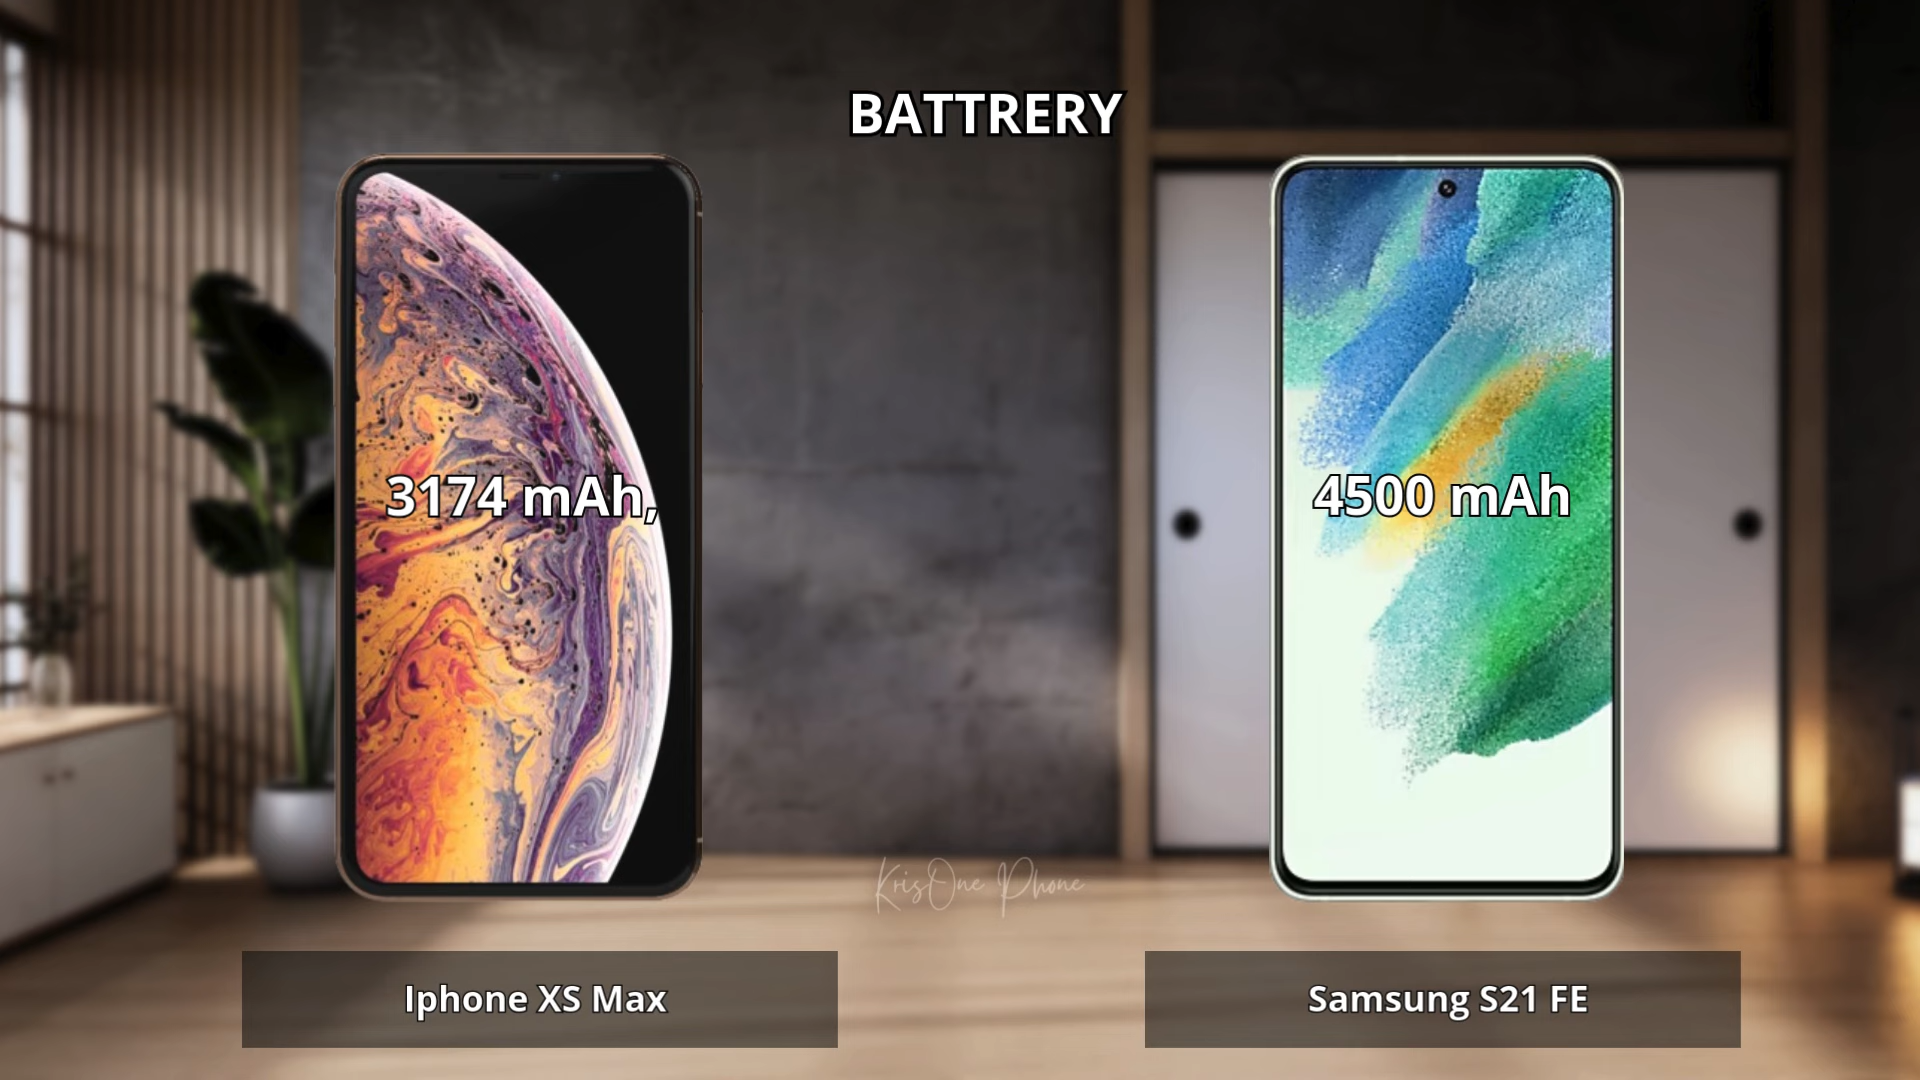 BATTRERY
3174 mAh,
4500 mAh
KrisOne Phone
Iphone XS Max
Samsung S21 FE